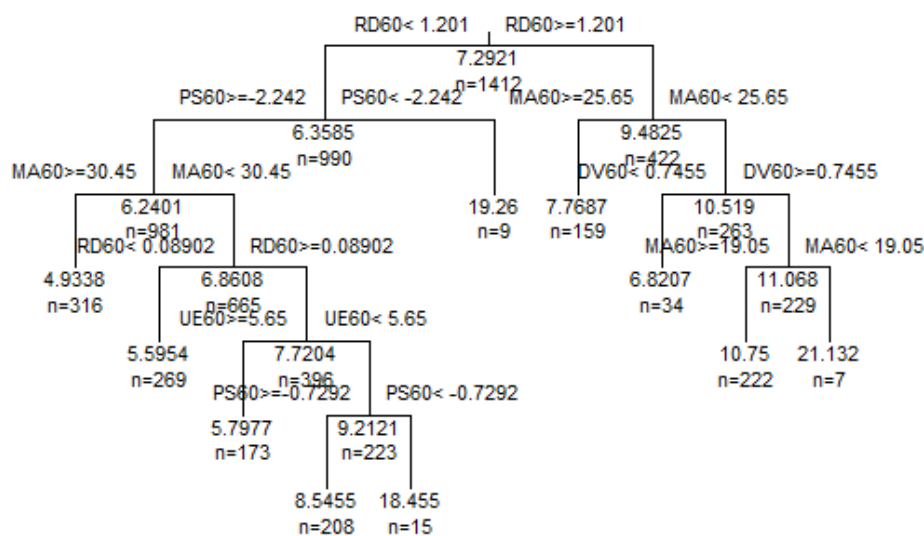 RD60< 1.201 RD60>=1.201
7.2921
n=1412
PS60>=-2.242 PS60< -2.242 MA60>=25.65 MA60< 25.65
6.3585 9.4825
n=990 n=422
MA60>=30.45 MA60< 30.45 DV60< 0.7455 DV60>=0.7455
6.2401 19.26 7.7687 10.519
n=981 n=9 n=159 n=263
RD60< 0.08902 RD60>=0.08902 MA60>=19.05 MA60< 19.05
4.9338 6.8608 6.8207 11.068
n=316 n=665 n=34 n=229
UE60>=5.65 UE60< 5.65
5.5954 7.7204 10.75 21.132
n=269 n=396 n=222 n=7
PS60>=-0.7292 PS60< -0.7292
5.7977 9.2121
n=173 n=223
8.5455 18.455
n=208 n=15